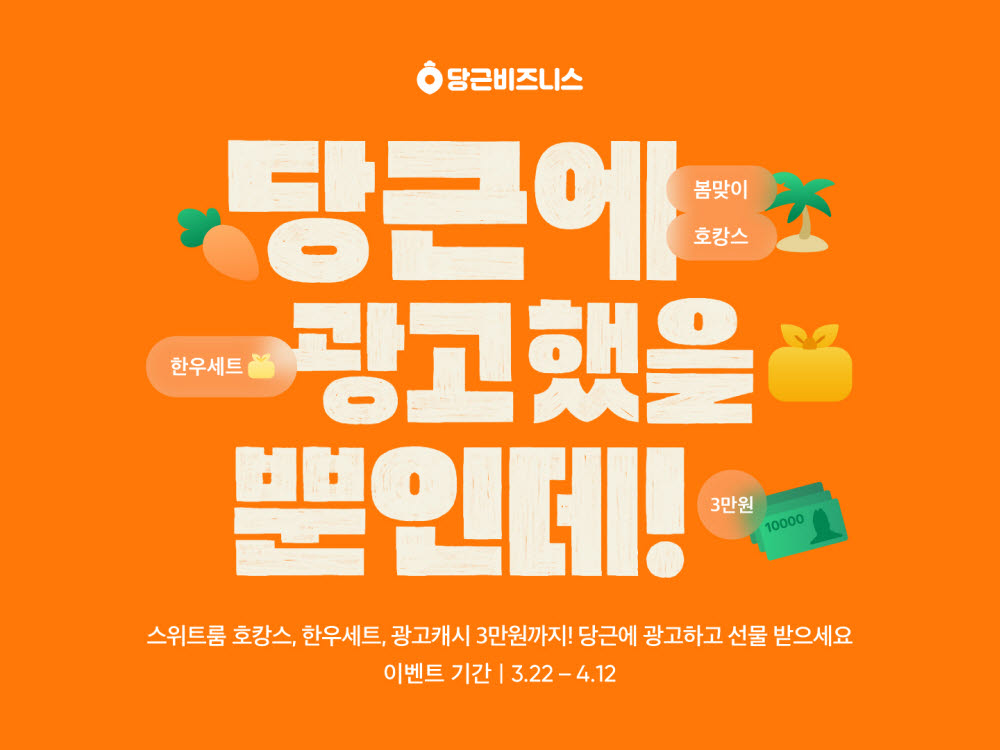 당근비즈니스
당근에
봄맞이
호캉스
광고했을
한우세트
뿐인데!
3만원
10000
스위트룸 호캉스, 한우세트, 광고캐시 3만원까지! 당근에 광고하고 선물 받으세요
이벤트 기간 | 3.22 – 4.12